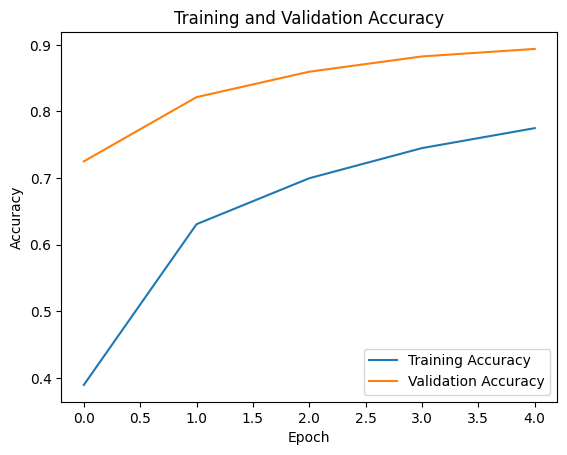 Training and Validation Accuracy
0.9
0.8
0.7
0.6
0.5
0.4
Accuracy
0.0 0.5 1.0 1.5 2.0 2.5 3.0 3.5 4.0
Epoch
Training Accuracy
Validation Accuracy